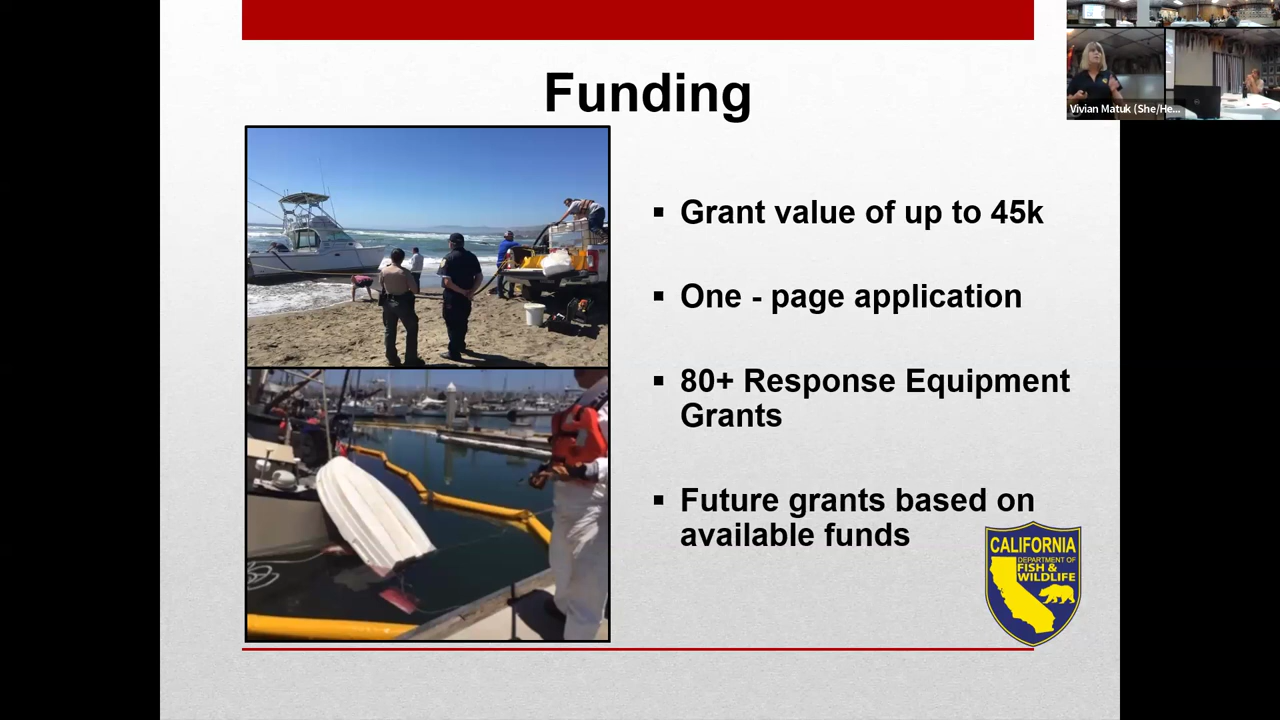 Funding
▪ Grant value of up to 45k
▪ One - page application
▪ 80+ Response Equipment
Grants
▪ Future grants based on
available funds
CALIFORNIA
DEPARTMENT OF
FISH &
WILDLIFE
Vivian Matuk (She/He...